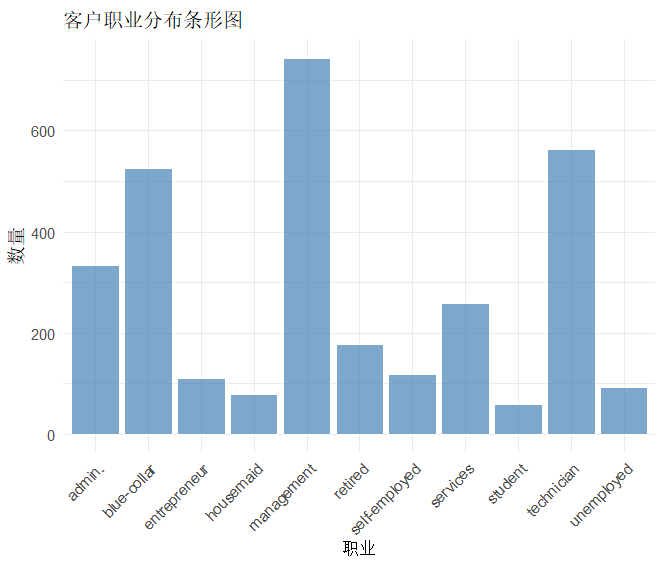 客户职业分布条形图
数量
600
400
200
0
admin.
blue-collar
entrepreneur
housemaid
management
retired
self-employed
services
student
technician
unemployed
职业